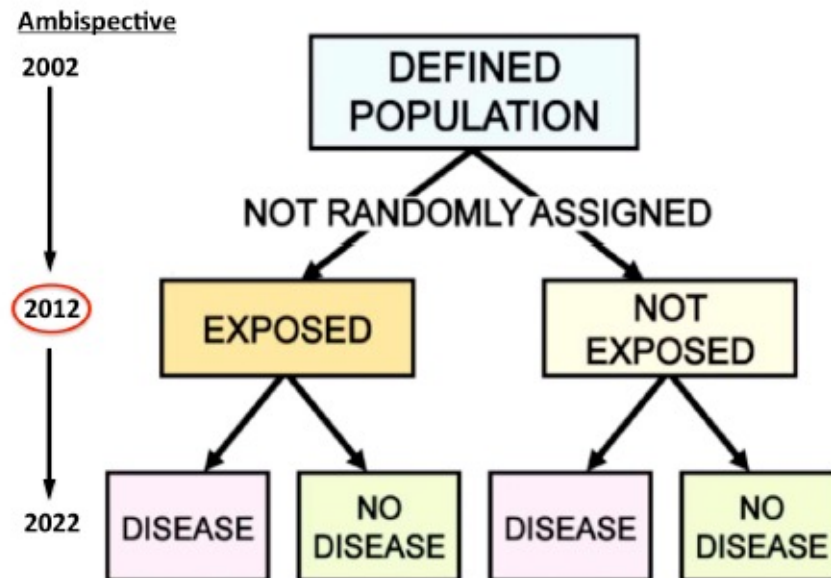 Ambispective
2002
DEFINED
POPULATION
NOT RANDOMLY ASSIGNED
2012
EXPOSED
NOT
EXPOSED
2022
DISEASE
NO
DISEASE
DISEASE
NO
DISEASE